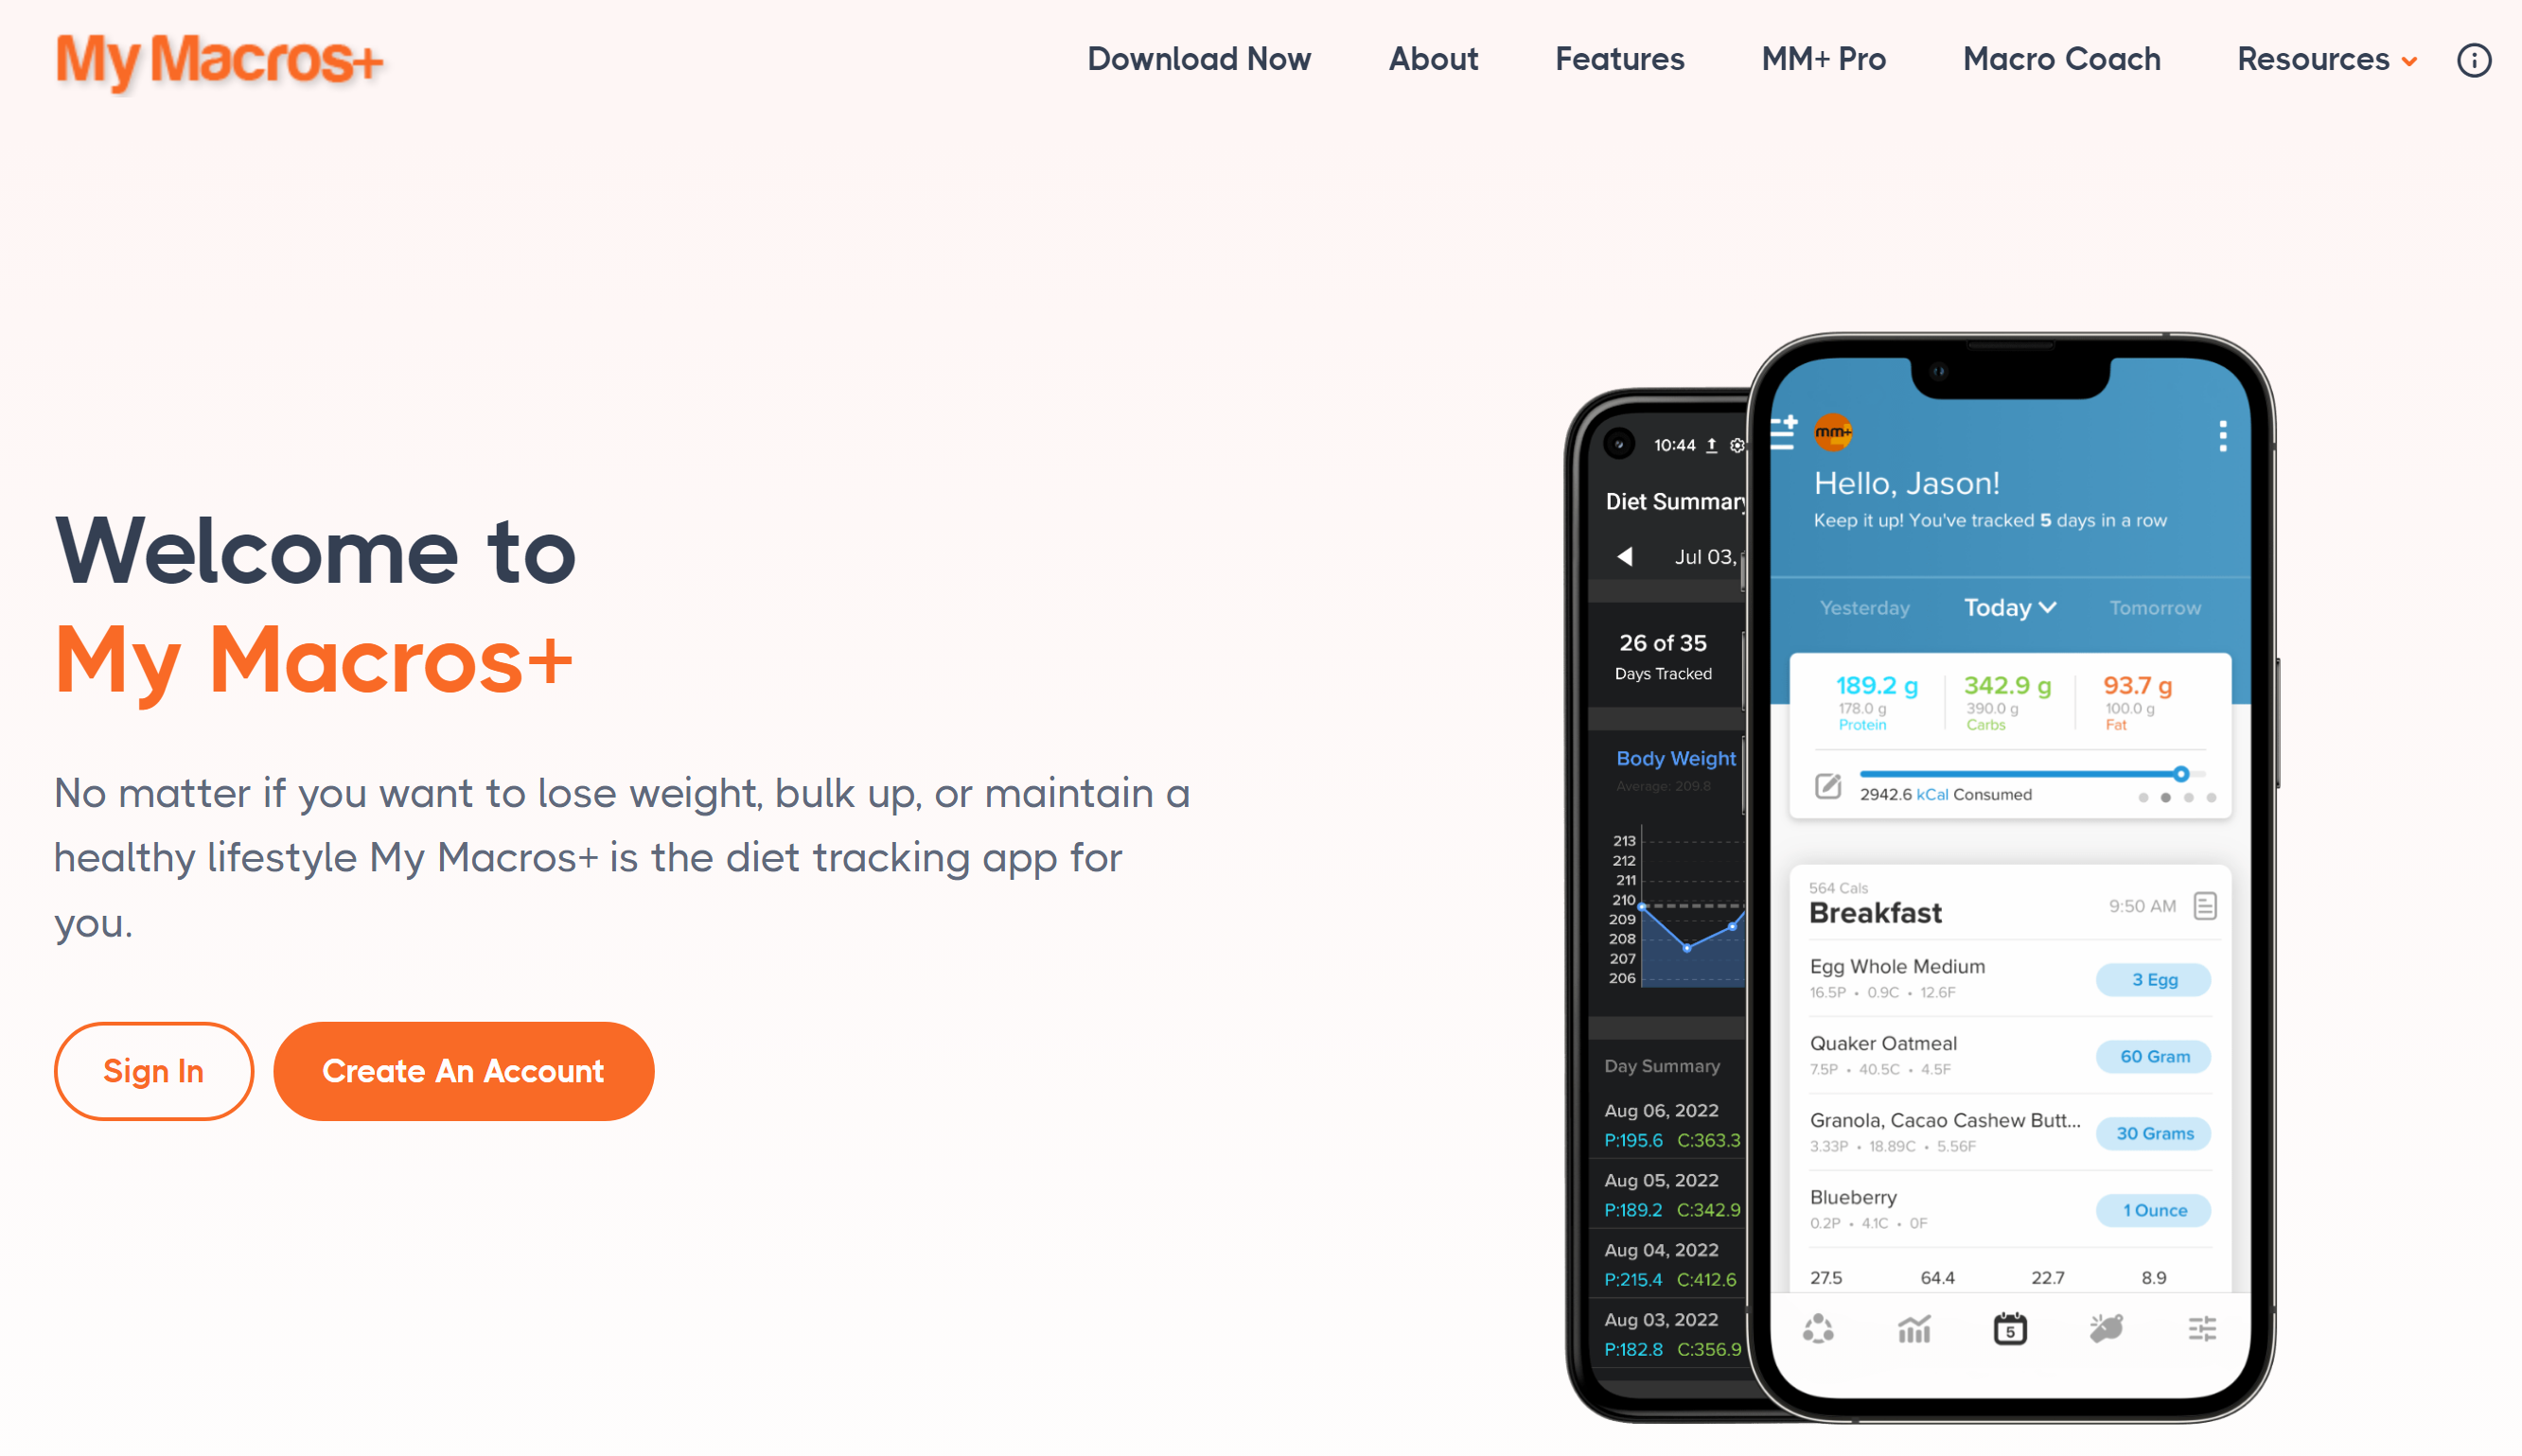 My Macros+
Download Now
About
Features
MM+ Pro
Macro Coach
Resources
Welcome to
My Macros+
No matter if you want to lose weight, bulk up, or maintain a
healthy lifestyle My Macros+ is the diet tracking app for
you.
Sign In
Create An Account
10:44
Diet Summary
Jul 03,
26 of 35
Days Tracked
Body Weight
Average: 209.8
213
212
211
210
209
208
207
206
Day Summary
Aug 06, 2022
P:195.6 C:363.3
Aug 05, 2022
P:189.2 C:342.9
Aug 04, 2022
P:215.4 C:412.6
Aug 03, 2022
P:182.8 C:356.9
mm+
Hello, Jason!
Keep it up! You've tracked 5 days in a row
Yesterday
Today
Tomorrow
189.2 g 342.9 g 93.7 g
178.0 g 390.0 g 100.0 g
Protein Carbs Fat
2942.6 kCal Consumed
564 Cals
Breakfast
9:50 AM
Egg Whole Medium
3 Egg
16.5P • 0.9C • 12.6F
Quaker Oatmeal
60 Gram
7.5P • 40.5C • 4.5F
Granola, Cacao Cashew Butt...
30 Grams
3.33P • 18.89C • 5.56F
Blueberry
1 Ounce
0.2P • 4.1C • 0F
27.5 64.4 22.7 8.9
5